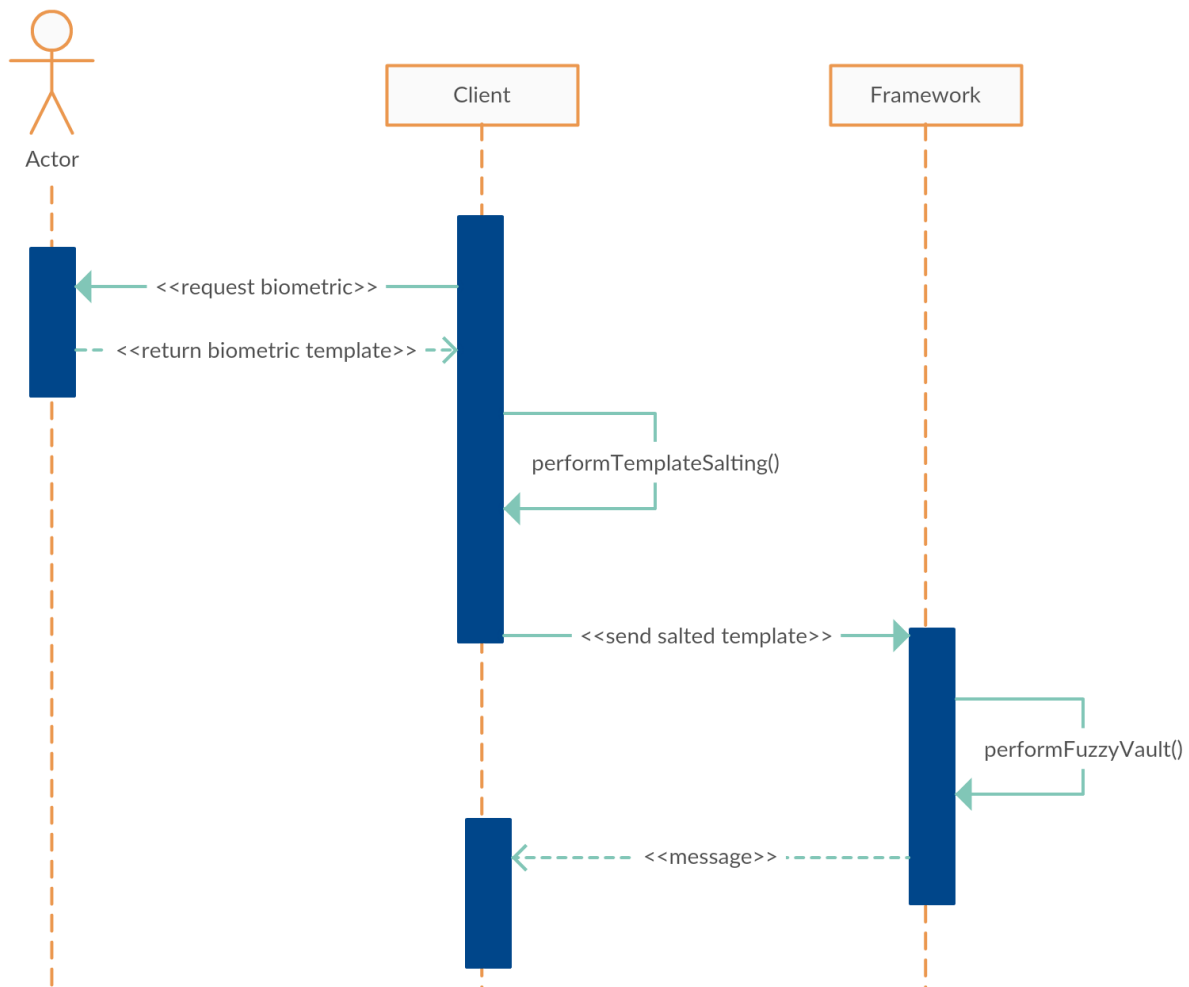 Client
Framework
Actor
<<request biometric>>
<<return biometric template>>
performTemplateSalting()
<<send salted template>>
performFuzzyVault()
<<message>>